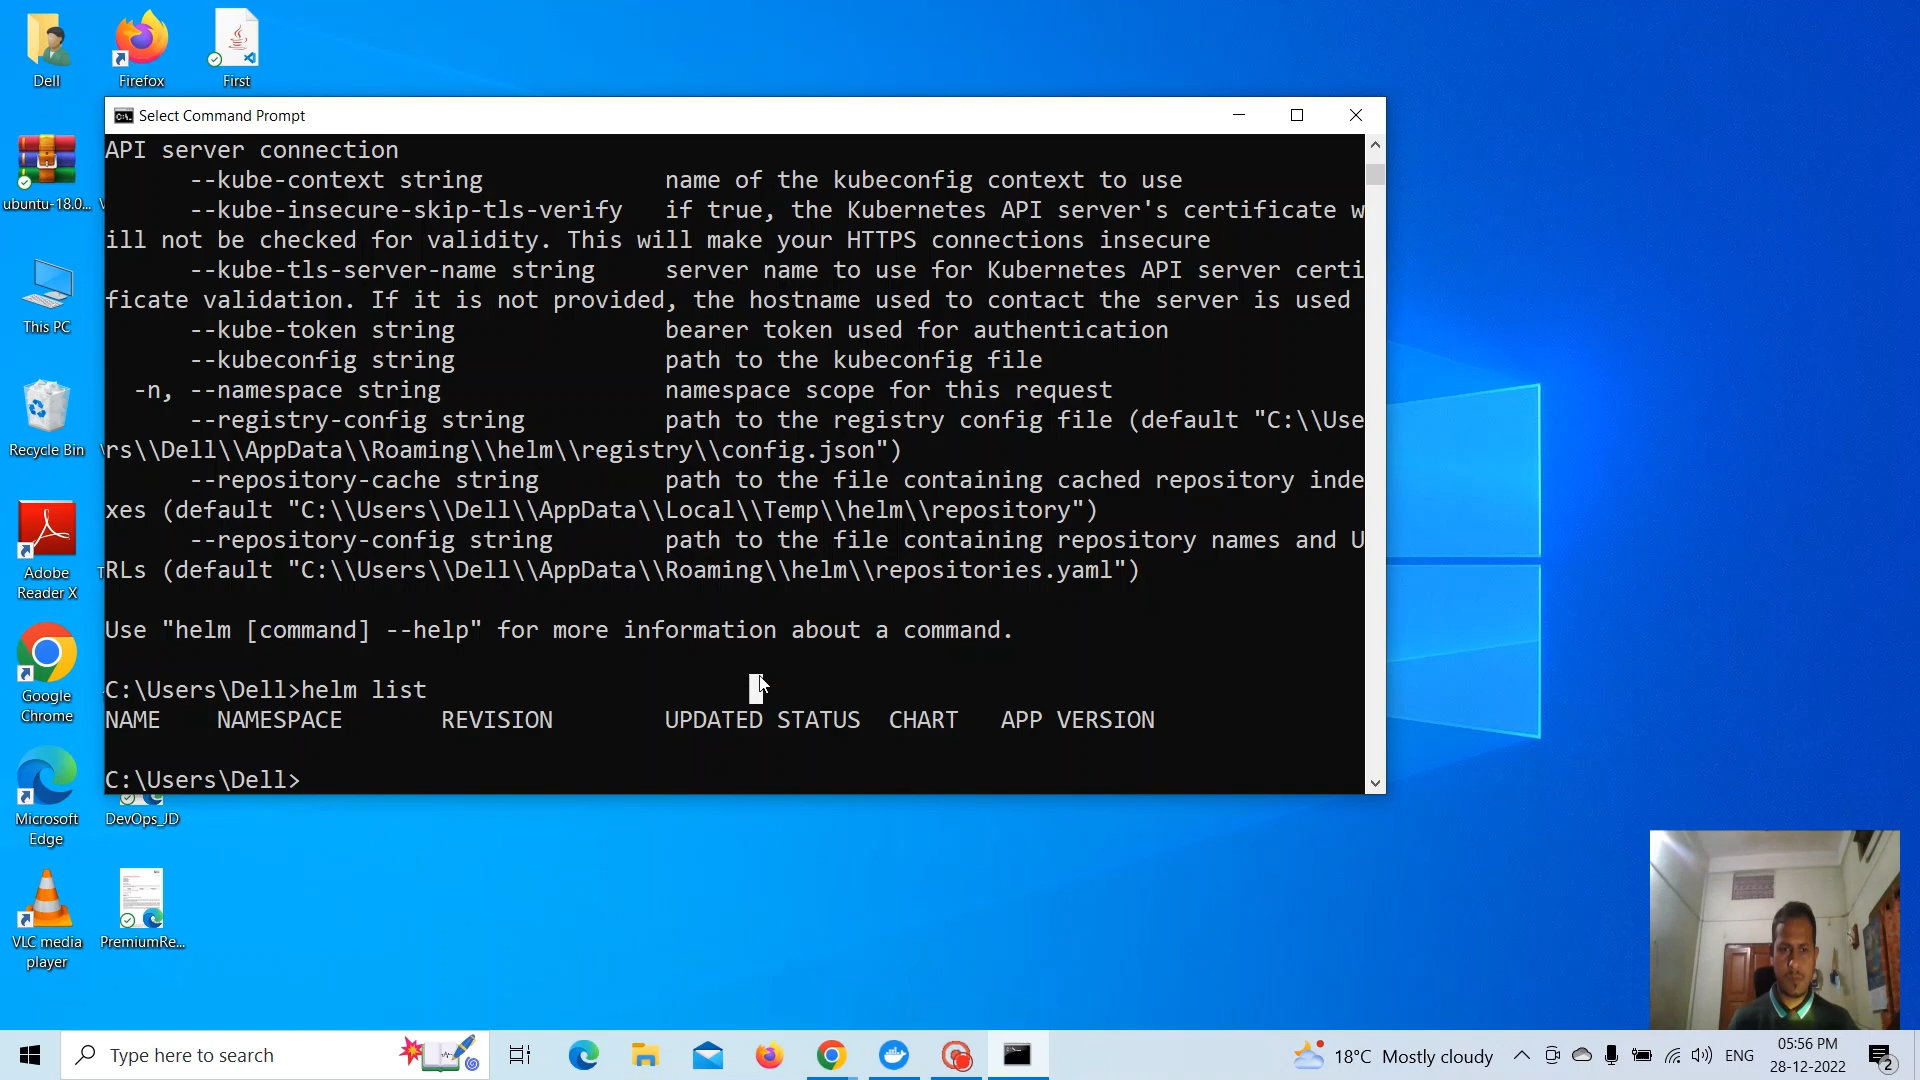 Dell
Firefox
First
Select Command Prompt
API server connection
--kube-context string name of the kubeconfig context to use
--kube-insecure-skip-tls-verify if true, the Kubernetes API server's certificate w
ill not be checked for validity. This will make your HTTPS connections insecure
--kube-tls-server-name string server name to use for Kubernetes API server certi
ficate validation. If it is not provided, the hostname used to contact the server is used
--kube-token string bearer token used for authentication
--kubeconfig string path to the kubeconfig file
-n, --namespace string namespace scope for this request
--registry-config string path to the registry config file (default "C:\\Use
rs\\Dell\\AppData\\Roaming\\helm\\registry\\config.json")
--repository-cache string path to the file containing cached repository inde
xes (default "C:\\Users\\Dell\\AppData\\Local\\Temp\\helm\\repository")
--repository-config string path to the file containing repository names and U
RLs (default "C:\\Users\\Dell\\AppData\\Roaming\\helm\\repositories.yaml")
Use "helm [command] --help" for more information about a command.
C:\Users\Dell>helm list
NAME NAMESPACE REVISION UPDATED STATUS CHART APP VERSION
C:\Users\Dell>
ubuntu-18.0...
This PC
Recycle Bin
Adobe
Reader X
Google
Chrome
Microsoft
Edge
DevOps_JD
VLC media
player
PremiumRe...
Type here to search
18°C Mostly cloudy
ENG
05:56 PM
28-12-2022
2